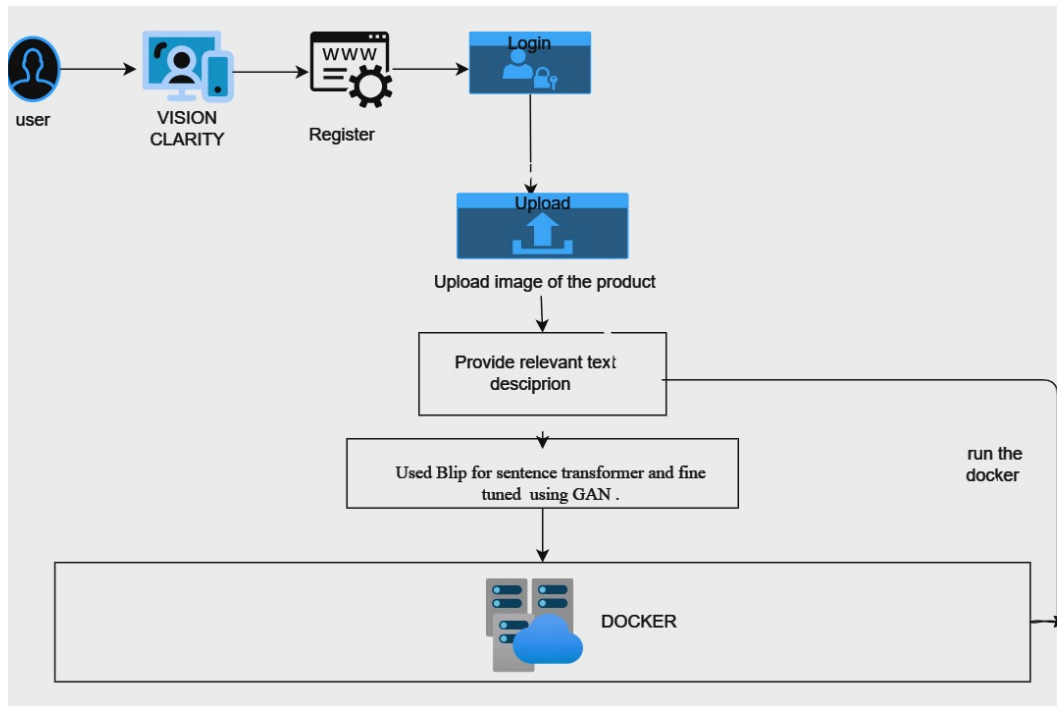 user
VISION
CLARITY
WWW
Register
Login
Upload
Upload image of the product
Provide relevant text
desciprion
Used Blip for sentence transformer and fine
tuned using GAN .
run the
docker
DOCKER